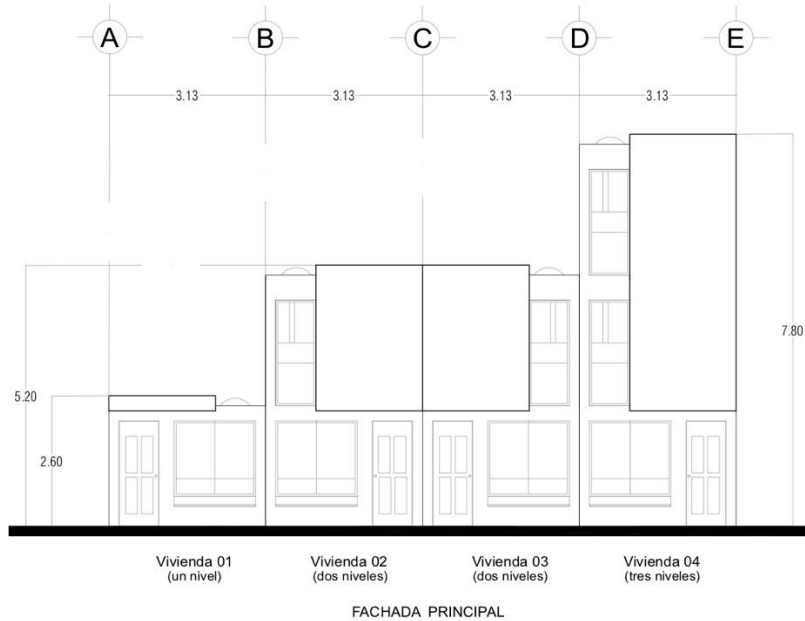 A B C D E
3.13 3.13 3.13 3.13
5.20
2.60
7.80
Vivienda 01
(un nivel)
Vivienda 02
(dos niveles)
Vivienda 03
(dos niveles)
Vivienda 04
(tres niveles)
FACHADA PRINCIPAL